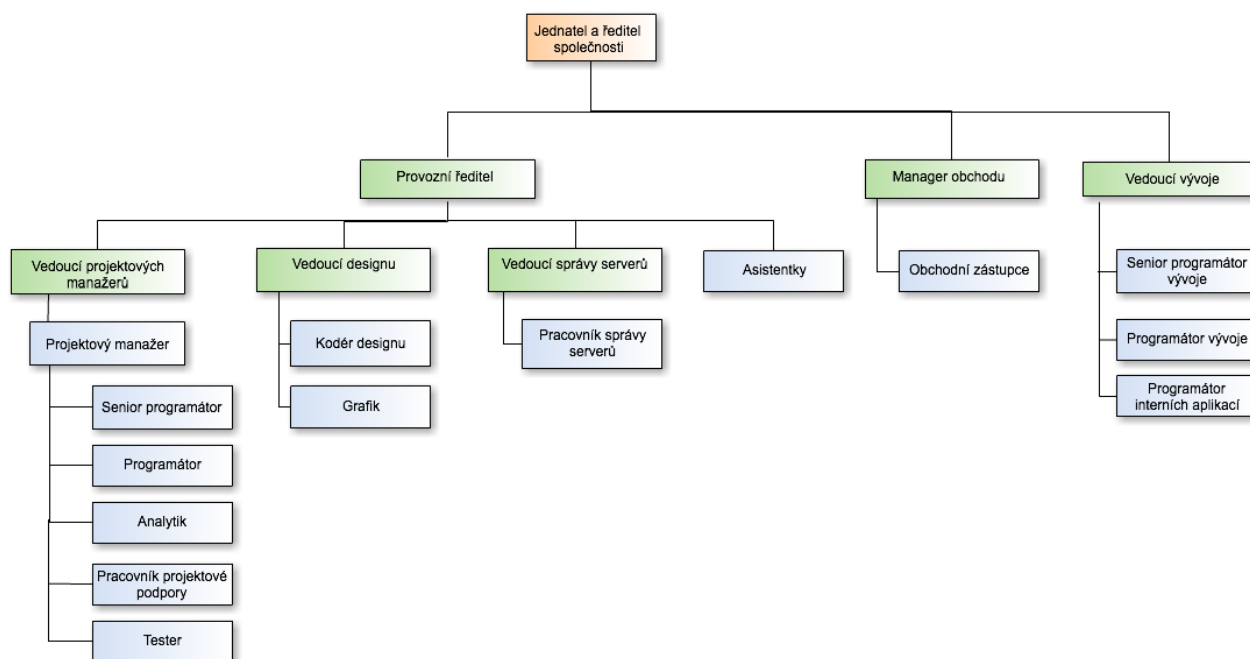 Jednatel a ředitel
společnosti
Provozní ředitel
Manager obchodu
Vedoucí vývoje
Vedoucí projektových
manažerů
Vedoucí designu
Vedoucí správy serverů
Asistentky
Obchodní zástupce
Senior programátor
vývoje
Projektový manažer
Kodér designu
Pracovník správy
serverů
Programátor vývoje
Senior programátor
Grafik
Programátor
interních aplikací
Programátor
Analytik
Pracovník projektové
podpory
Tester